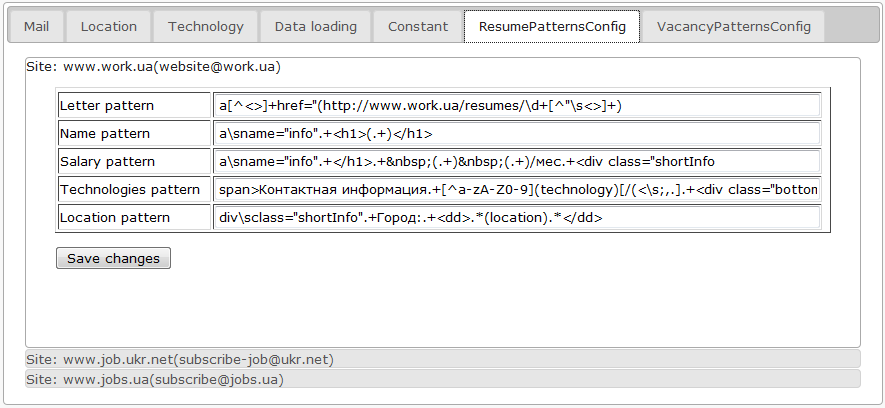 Mail Location Technology Data loading Constant ResumePatternsConfig VacancyPatternsConfig
Site: www.work.ua(website@work.ua)
Letter pattern a[^<>]+href="(http://www.work.ua/resumes/\d+[^"\s<>]+)
Name pattern a\sname="info".+<h1>(.+)</h1>
Salary pattern a\sname="info".+</h1>.+&nbsp;(.+)&nbsp;(.+)/мес.+<div class="shortInfo
Technologies pattern span>Контактная информация.+[^a-zA-Z0-9](technology)[/(<\s;,.].+<div class="bottom
Location pattern div\sclass="shortInfo".+Город:.+<dd>.*(location).*</dd>
Save changes
Site: www.job.ukr.net(subscribe-job@ukr.net)
Site: www.jobs.ua(subscribe@jobs.ua)